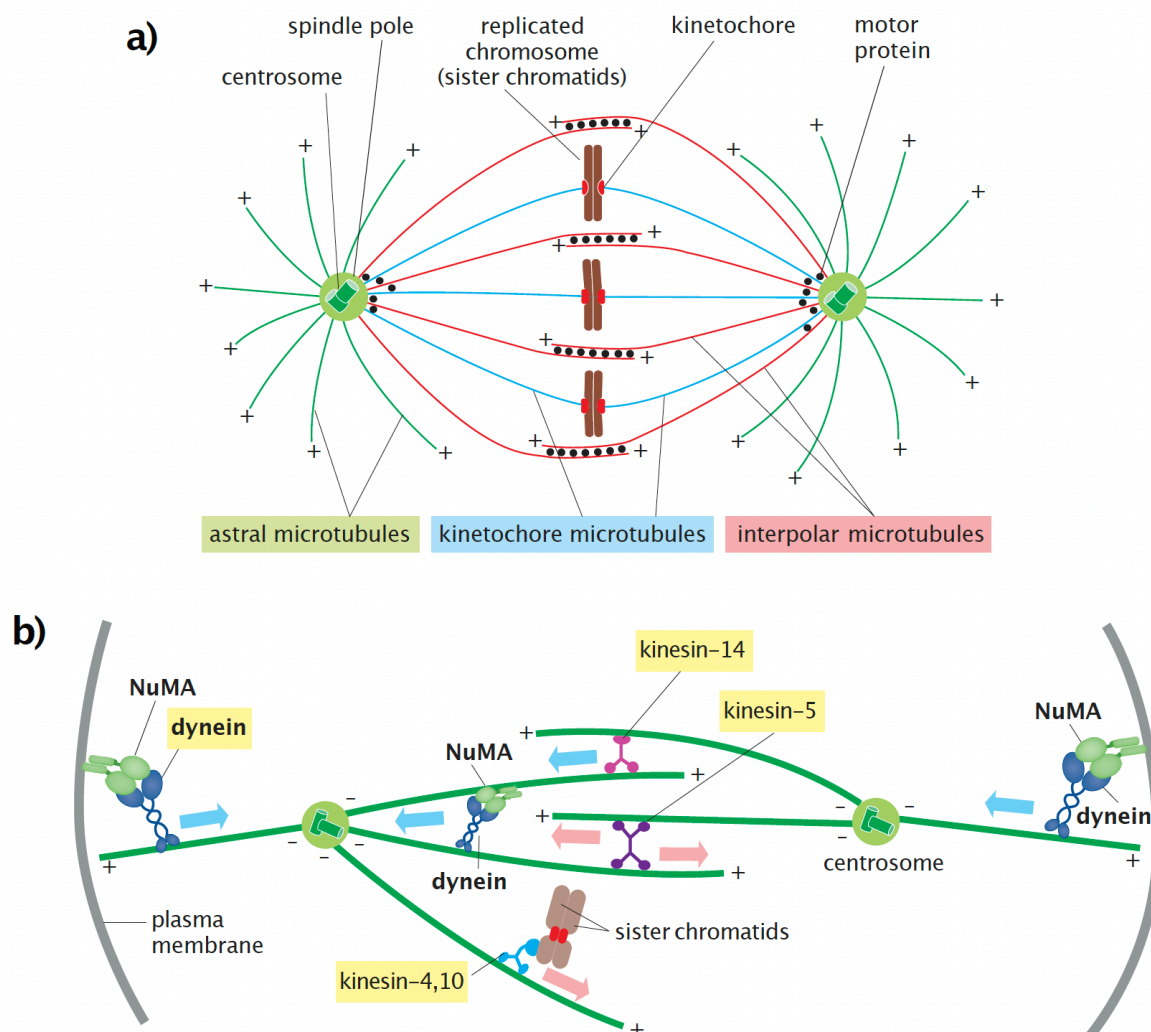 a)
spindle pole
centrosome
replicated
chromosome
(sister chromatids)
kinetochore
motor
protein
+ + + + + + + + +
+ + + + + + + +
+ + + + + + + + +
astral microtubules
kinetochore microtubules
interpolar microtubules
b)
kinesin–14
kinesin–5
NuMA
dynein
NuMA
NuMA
dynein
dynein
centrosome
+ + + + + +
– – – – –
– – –
plasma
membrane
sister chromatids
kinesin–4,10
+